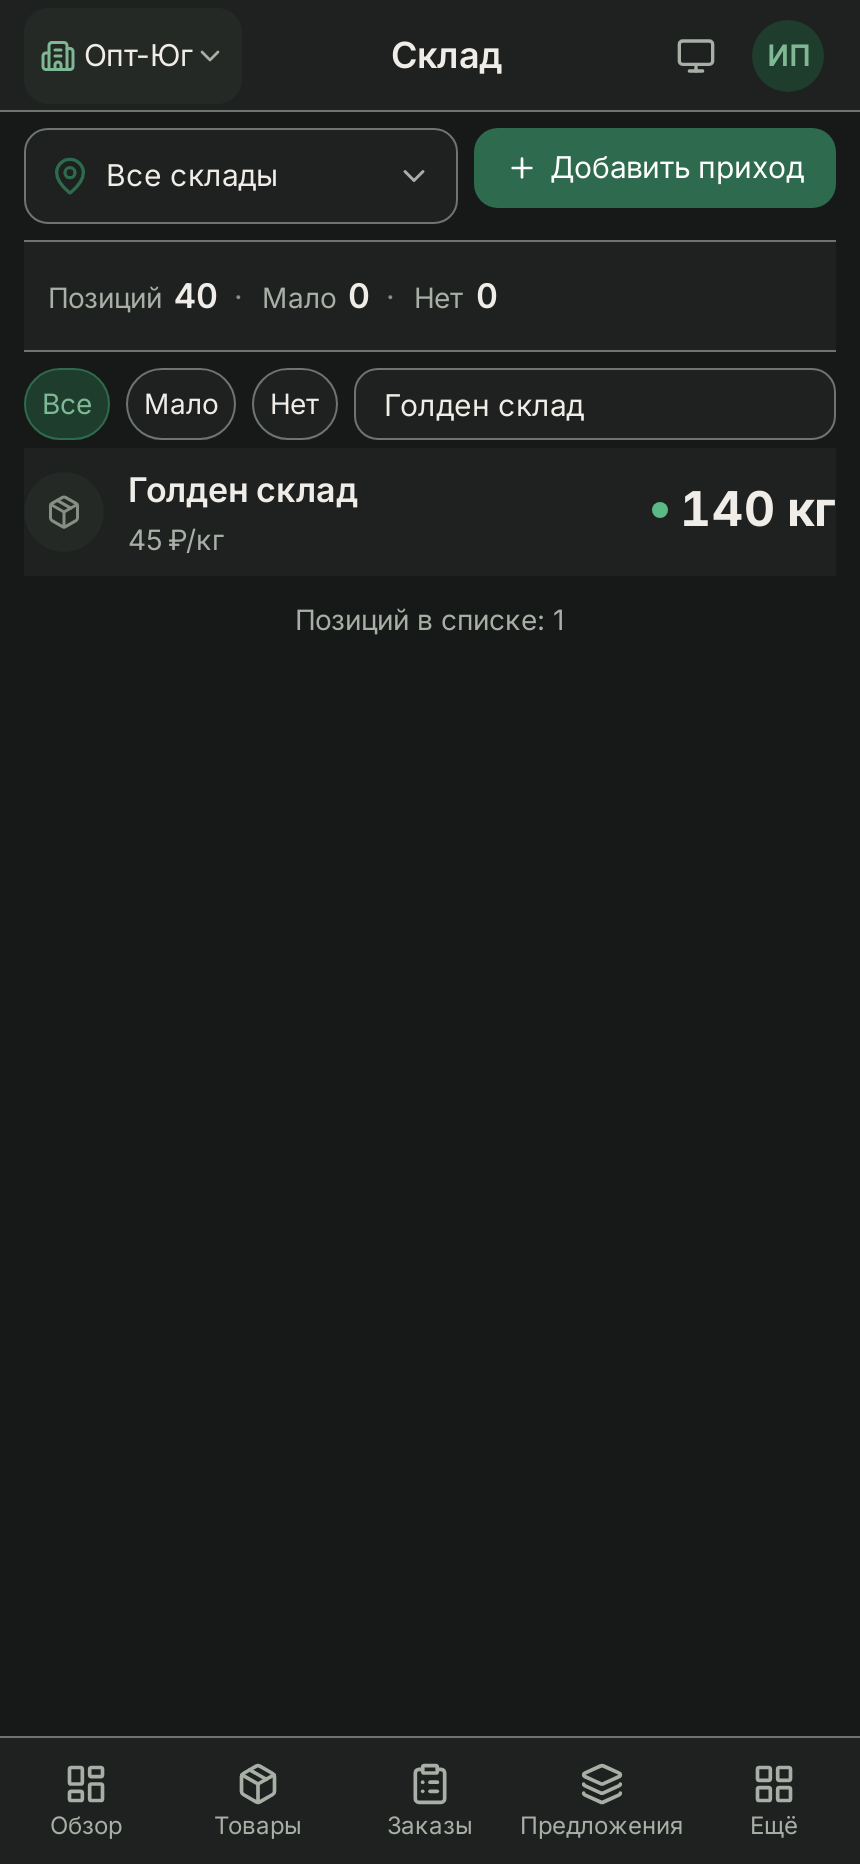 Опт-Юг
Склад
ИП
Все склады
+ Добавить приход
Позиций 40 · Мало 0 · Нет 0
Все
Мало
Нет
Голден склад
Голден склад
45 ₽/кг
140 кг
Позиций в списке: 1
Обзор
Товары
Заказы
Предложения
Ещё